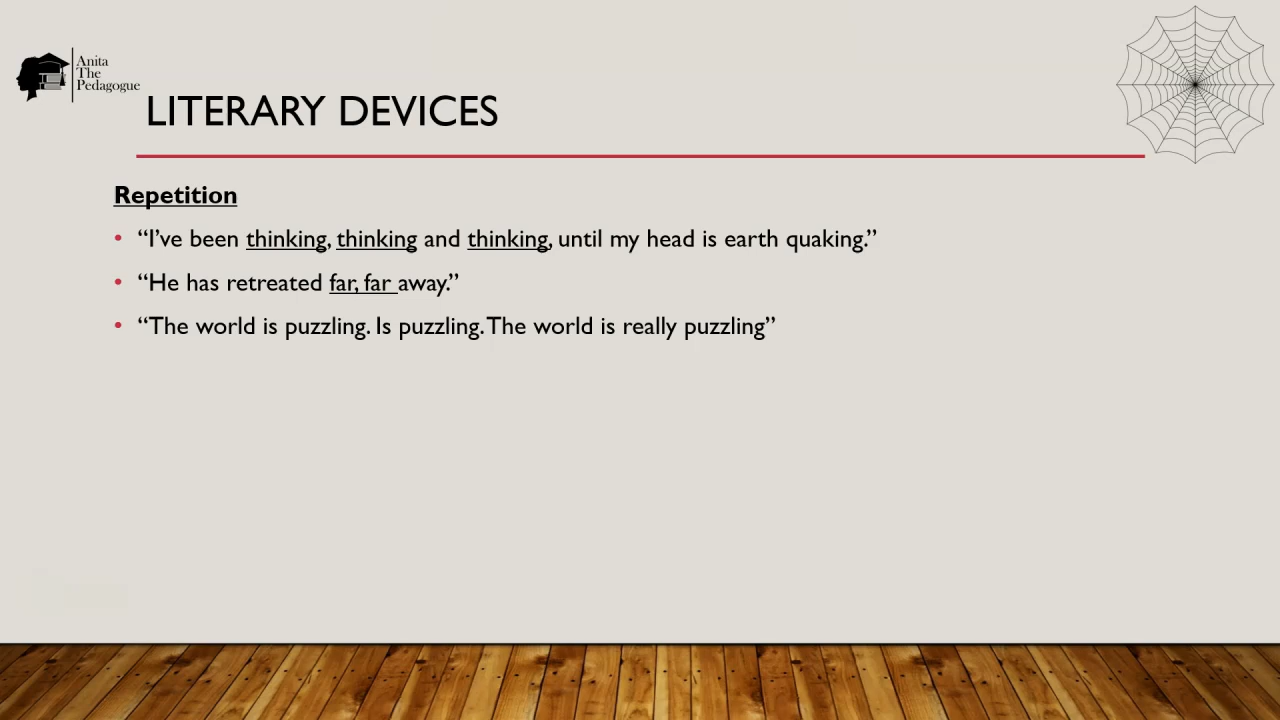 Anita
The
Pedagogue
LITERARY DEVICES
Repetition
• “I’ve been thinking, thinking and thinking, until my head is earth quaking.”
• “He has retreated far, far away.”
• “The world is puzzling. Is puzzling. The world is really puzzling”